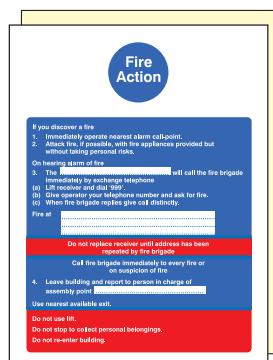 Fire
Action
If you discover a fire
1. Immediately operate nearest alarm call-point.
2. Attack fire, if possible, with fire appliances provided but
without taking personal risks.
On hearing alarm of fire
3. The will call the fire brigade
immediately by exchange telephone
(a) Lift receiver and dial ‘999’.
(b) Give operator your telephone number and ask for fire.
(c) When fire brigade replies give call distinctly.
Fire at
Do not replace receiver until address has been
repeated by fire brigade
Call fire brigade immediately to every fire or
on suspicion of fire
4. Leave building and report to person in charge of
assembly point
Use nearest available exit.
Do not use lift.
Do not stop to collect personal belongings.
Do not re-enter building.